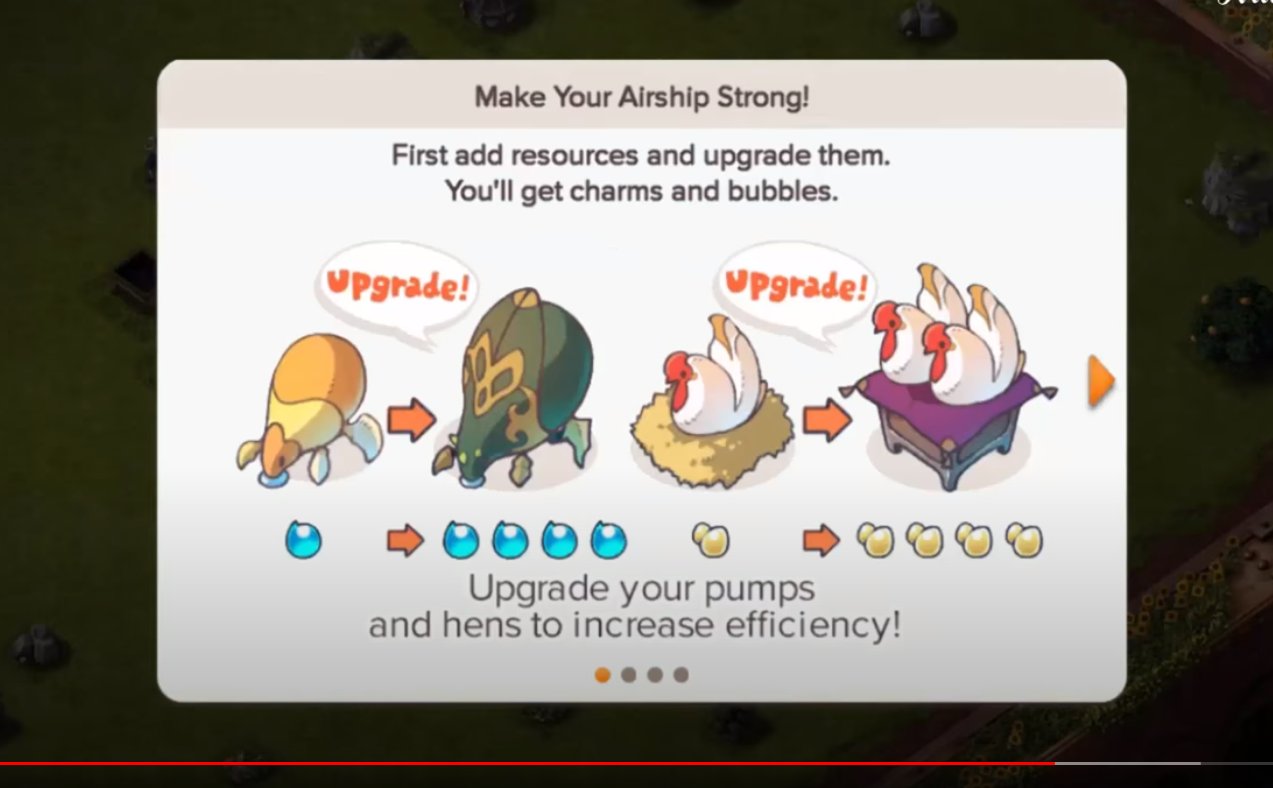 Make Your Airship Strong!
First add resources and upgrade them.
You'll get charms and bubbles.
Upgrade!
Upgrade!
Upgrade your pumps
and hens to increase efficiency!